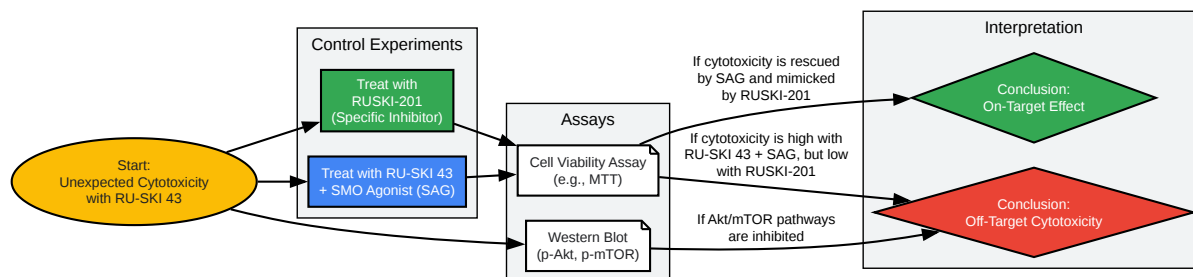 Start:
Unexpected Cytotoxicity
with RU-SKI 43
Control Experiments
Treat with
RUSKI-201
(Specific Inhibitor)
Treat with RU-SKI 43
+ SMO Agonist (SAG)
Assays
Cell Viability Assay
(e.g., MTT)
Western Blot
(p-Akt, p-mTOR)
If cytotoxicity is rescued
by SAG and mimicked
by RUSKI-201
If cytotoxicity is high with
RU-SKI 43 + SAG, but low
with RUSKI-201
If Akt/mTOR pathways
are inhibited
Interpretation
Conclusion:
On-Target Effect
Conclusion:
Off-Target Cytotoxicity